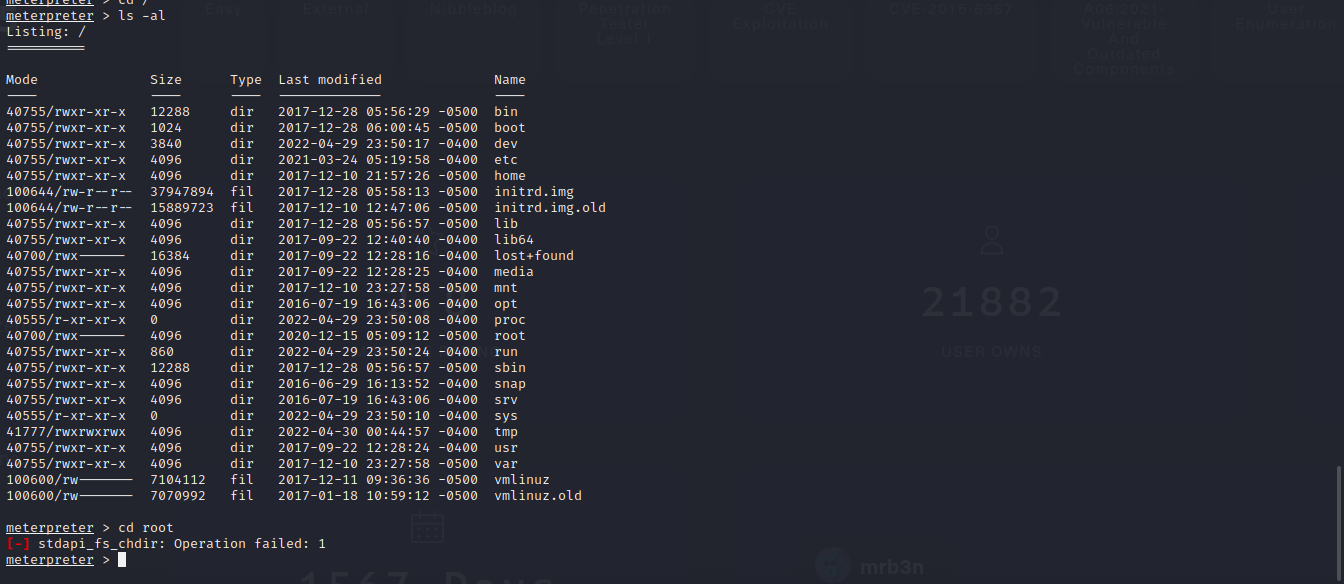 meterpreter > cd /
Easy External Nibbleblog Penetration CVE CVE-2015-6967 A06:2021- User
Tester Exploitation Vulnerable Enumeration
Level 1 And
Outdated
Components
meterpreter > ls -al
Listing: /
==========
Mode Size Type Last modified Name
---- ---- ---- ------------- ----
40755/rwxr-xr-x 12288 dir 2017-12-28 05:56:29 -0500 bin
40755/rwxr-xr-x 1024 dir 2017-12-28 06:00:45 -0500 boot
40755/rwxr-xr-x 3840 dir 2022-04-29 23:50:17 -0400 dev
40755/rwxr-xr-x 4096 dir 2021-03-24 05:19:58 -0400 etc
40755/rwxr-xr-x 4096 dir 2017-12-10 21:57:26 -0500 home
100644/rw-r--r-- 37947894 fil 2017-12-28 05:58:13 -0500 initrd.img
100644/rw-r--r-- 15889723 fil 2017-12-10 12:47:06 -0500 initrd.img.old
40755/rwxr-xr-x 4096 dir 2017-12-28 05:56:57 -0500 lib
40755/rwxr-xr-x 4096 dir 2017-09-22 12:40:40 -0400 lib64
40700/rwx------ 16384 dir 2017-09-22 12:28:16 -0400 lost+found
40755/rwxr-xr-x 4096 dir 2017-09-22 12:28:25 -0400 media
40755/rwxr-xr-x 4096 dir 2017-12-10 23:27:58 -0500 mnt
40755/rwxr-xr-x 4096 dir 2016-07-19 16:43:06 -0400 opt
40555/r-xr-xr-x 0 dir 2022-04-29 23:50:08 -0400 proc
40700/rwx------ 4096 dir 2020-12-15 05:09:12 -0500 root
40755/rwxr-xr-x 860 dir 2022-04-29 23:50:24 -0400 run
40755/rwxr-xr-x 12288 dir 2017-12-28 05:56:57 -0500 sbin
40755/rwxr-xr-x 4096 dir 2016-06-29 16:13:52 -0400 snap
40755/rwxr-xr-x 4096 dir 2016-07-19 16:43:06 -0400 srv
40555/r-xr-xr-x 0 dir 2022-04-29 23:50:10 -0400 sys
41777/rwxrwxrwx 4096 dir 2022-04-30 00:44:57 -0400 tmp
40755/rwxr-xr-x 4096 dir 2017-09-22 12:28:24 -0400 usr
40755/rwxr-xr-x 4096 dir 2017-12-10 23:27:58 -0500 var
100600/rw------- 7104112 fil 2017-12-11 09:36:36 -0500 vmlinuz
100600/rw------- 7070992 fil 2017-01-18 10:59:12 -0500 vmlinuz.old
21882
USER OWNS
meterpreter > cd root
[-] stdapi_fs_chdir: Operation failed: 1
meterpreter >
mrb3n
1567 Days